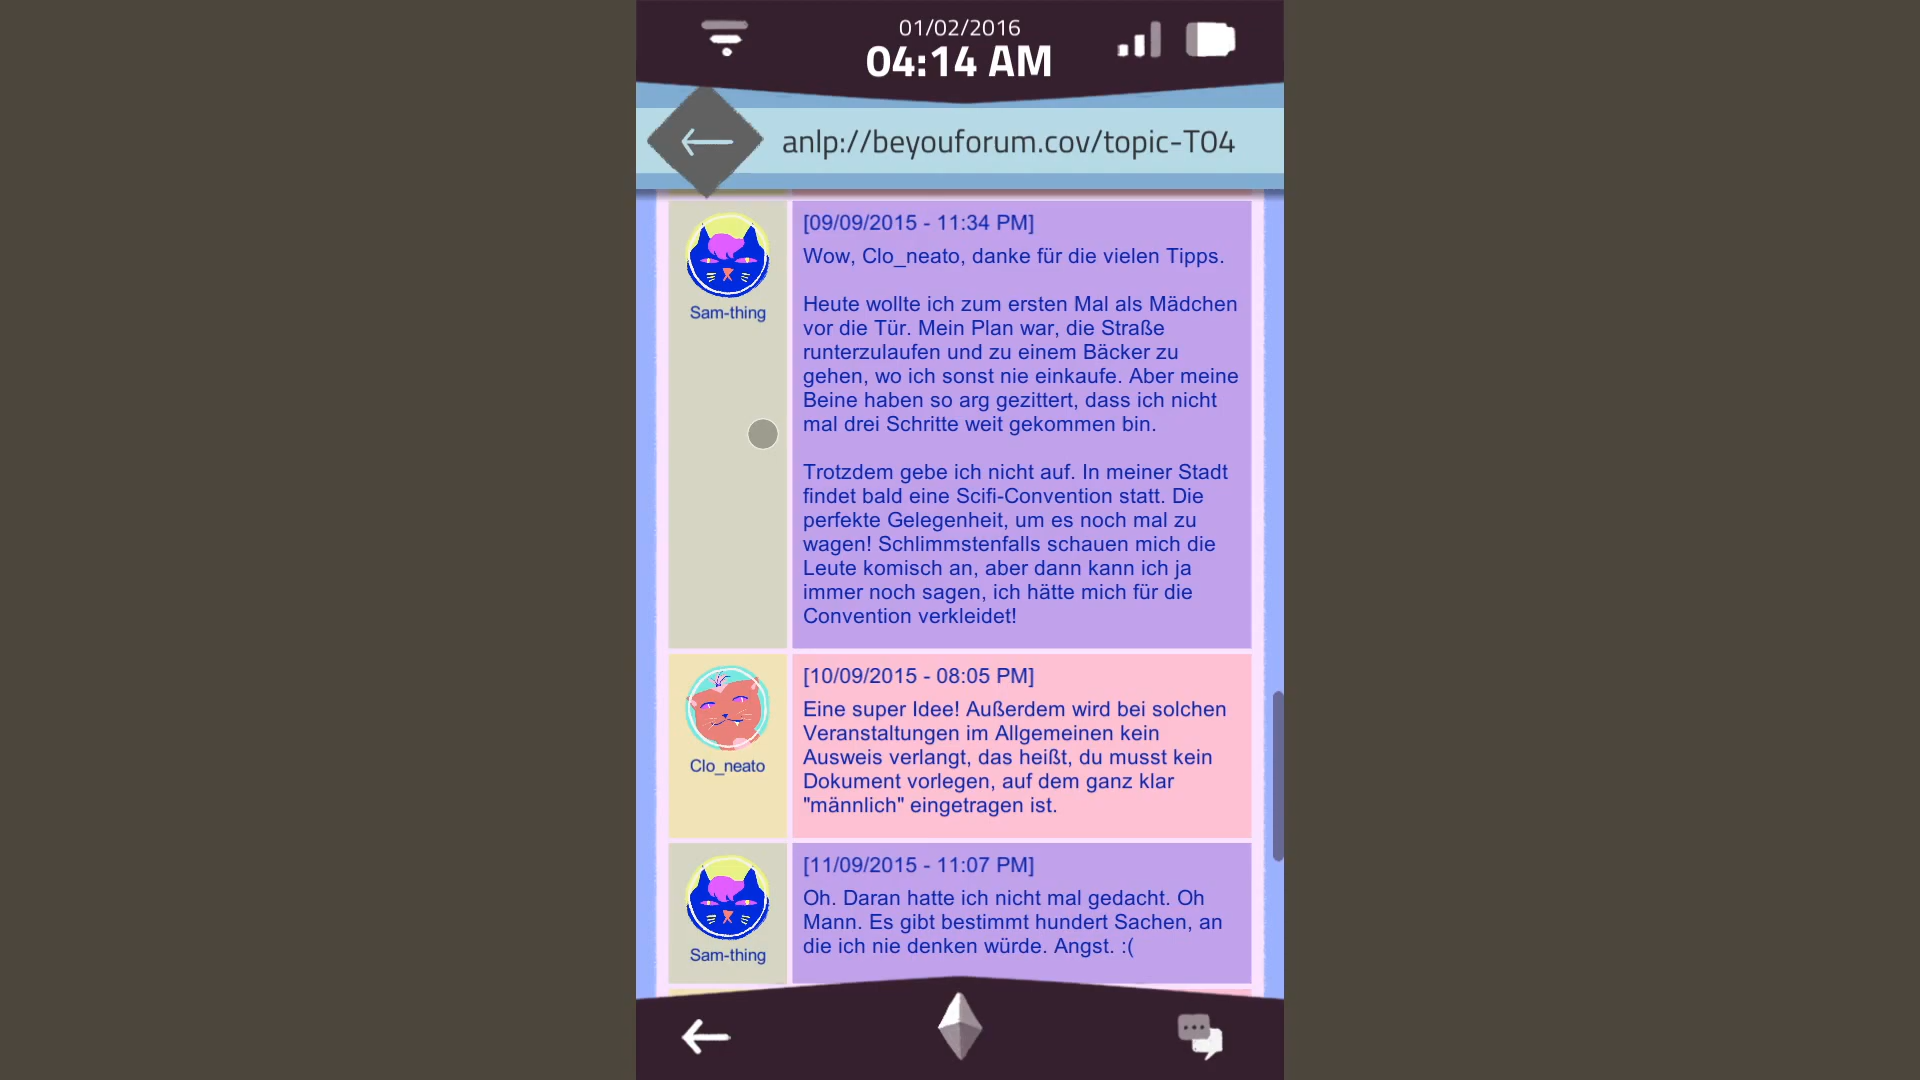 01/02/2016
04:14 AM
anlp://beyouforum.cov/topic-T04
[09/09/2015 - 11:34 PM]
Sam-thing
Wow, Clo_neato, danke für die vielen Tipps.
Heute wollte ich zum ersten Mal als Mädchen
vor die Tür. Mein Plan war, die Straße
runterzulaufen und zu einem Bäcker zu
gehen, wo ich sonst nie einkaufe. Aber meine
Beine haben so arg gezittert, dass ich nicht
mal drei Schritte weit gekommen bin.
Trotzdem gebe ich nicht auf. In meiner Stadt
findet bald eine Scifi-Convention statt. Die
perfekte Gelegenheit, um es noch mal zu
wagen! Schlimmstenfalls schauen mich die
Leute komisch an, aber dann kann ich ja
immer noch sagen, ich hätte mich für die
Convention verkleidet!
[10/09/2015 - 08:05 PM]
Clo_neato
Eine super Idee! Außerdem wird bei solchen
Veranstaltungen im Allgemeinen kein
Ausweis verlangt, das heißt, du musst kein
Dokument vorlegen, auf dem ganz klar
"männlich" eingetragen ist.
[11/09/2015 - 11:07 PM]
Sam-thing
Oh. Daran hatte ich nicht mal gedacht. Oh
Mann. Es gibt bestimmt hundert Sachen, an
die ich nie denken würde. Angst. :(